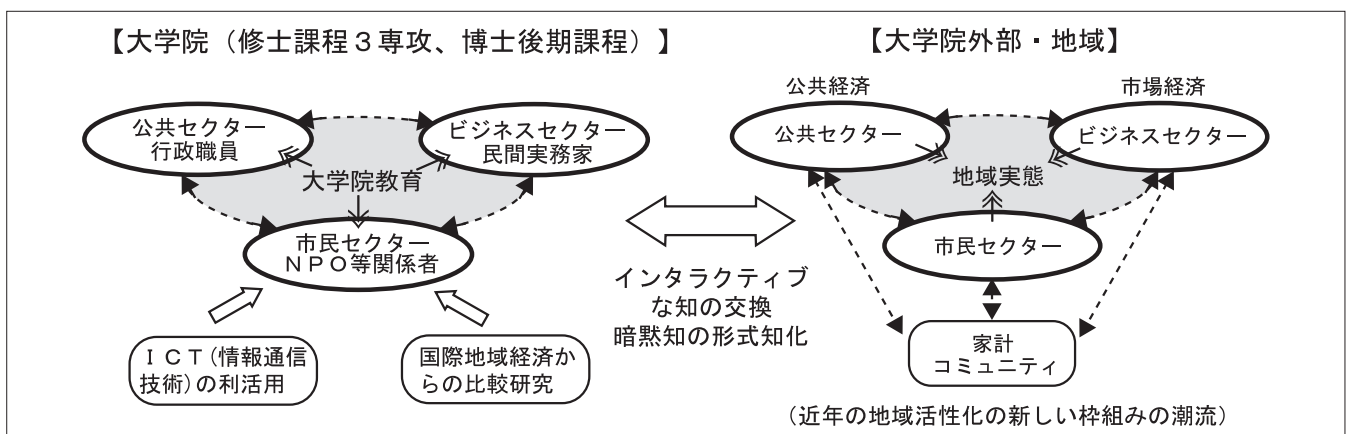 【大学院（修士課程３専攻、博士後期課程）】
公共セクター
行政職員
ビジネスセクター
民間実務家
大学院教育
市民セクター
ＮＰＯ等関係者
ＩＣＴ（情報通信
技術）の利活用
国際地域経済か
らの比較研究
インタラクティブ
な知の交換
暗黙知の形式知化
【大学院外部・地域】
公共経済
市場経済
公共セクター
ビジネスセクター
地域実態
市民セクター
家計
コミュニティ
（近年の地域活性化の新しい枠組みの潮流）